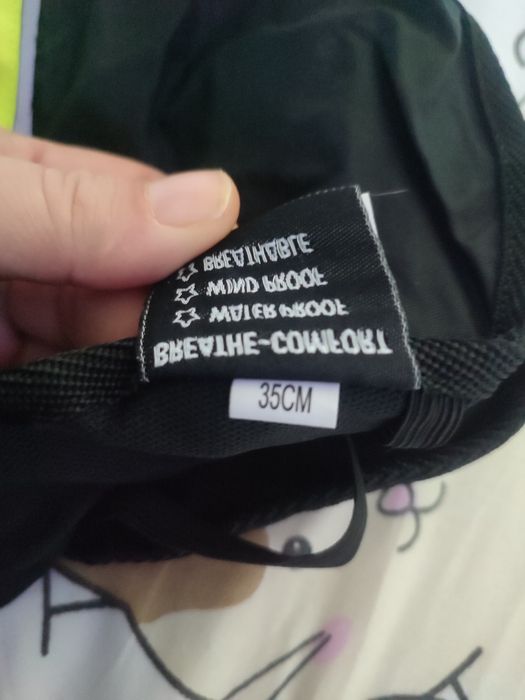 BREATHE-COMFORT
WATER PROOF
WIND PROOF
BREATHABLE
35CM